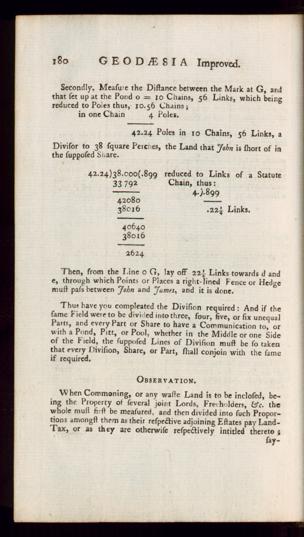 180 GEODÆSIA Improved.
Secondly, Measure the Distance between the Mark at G, and
that set up at the Pond o = 10 Chains, 56 Links, which being
reduced to Poles thus, 10.56 Chains;
in one Chain 4 Poles.
42.24 Poles in 10 Chains, 56 Links, a
Divisor to 38 square Perches, the Land that John is short of in
the supposed Share.
42.24)38.000(.899 reduced to Links of a Statute
33 792 Chain, thus:
4.).899
42080
38016 .22½ Links.
40640
38016
2624
Then, from the Line o G, lay off 22½ Links towards d and
e, through which Points or Places a right-lined Fence or Hedge
must pass between John and James, and it is done.
Thus have you compleated the Division required: And if the
same Field were to be divided into three, four, five, or six unequal
Parts, and every Part or Share to have a Communication to, or
with a Pond, Pitt, or Pool, whether in the Middle or one Side
of the Field, the supposed Lines of Division must be so taken
that every Division, Share, or Part, shall conjoin with the same
if required.
OBSERVATION.
When Commoning, or any waste Land is to be inclosed, be-
ing the Property of several joint Lords, Freeholders, &c. the
whole must first be measured, and then divided into such Propor-
tions amongst them as their respective adjoining Estates pay Land-
Tax, or as they are otherwise respectively intitled thereto;
say-